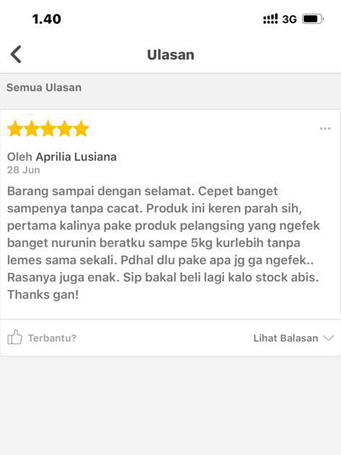 1.40
3G
Ulasan
Semua Ulasan
Oleh Aprilia Lusiana
28 Jun
Barang sampai dengan selamat. Cepet banget
sampenya tanpa cacat. Produk ini keren parah sih,
pertama kalinya pake produk pelangsing yang ngefek
banget nurunin beratku sampe 5kg kurlebih tanpa
lemes sama sekali. Pdhal dlu pake apa jg ga ngefek..
Rasanya juga enak. Sip bakal beli lagi kalo stock abis.
Thanks gan!
Terbantu?
Lihat Balasan